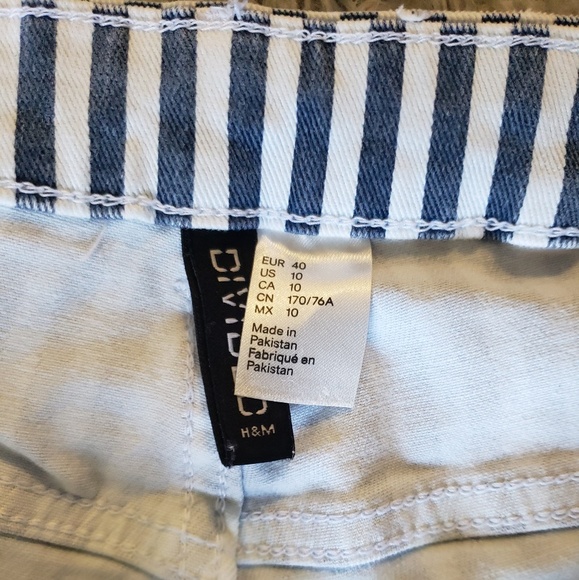 DIVIDED
H&M
EUR 40
US 10
CA 10
CN 170/76A
MX 10
Made in
Pakistan
Fabriqué en
Pakistan